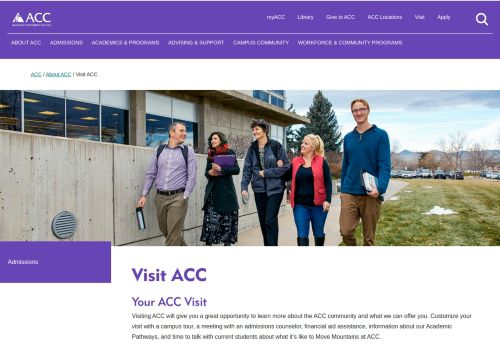 myACC Library Give to ACC ACC Locations Visit Apply
ACC
ABOUT ACC ADMISSIONS ACADEMICS & PROGRAMS ADVISING & SUPPORT CAMPUS COMMUNITY WORKFORCE & COMMUNITY PROGRAMS
ACC / About ACC / Visit ACC
Admissions
Visit ACC
Your ACC Visit
Visiting ACC will give you a great opportunity to learn more about the ACC community and what we can offer you. Customize your
visit with a campus tour, a meeting with an admissions counselor, financial aid assistance, information about our Academic
Pathways, and time to talk with current students about what it's like to Move Mountains at ACC.